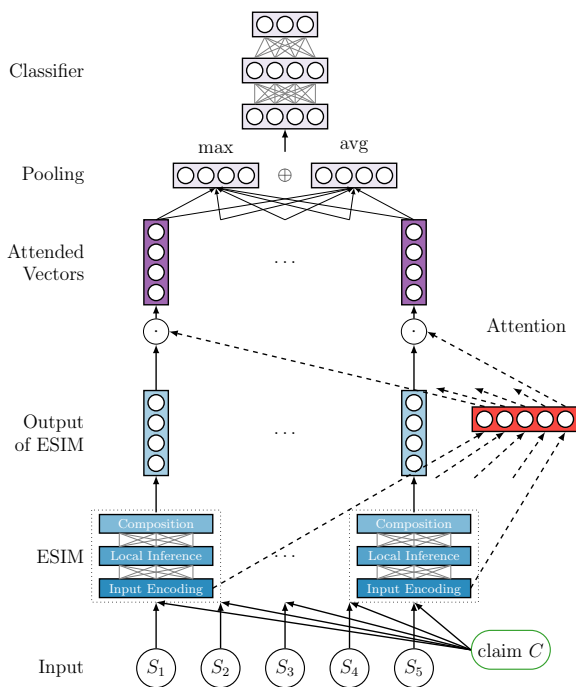 Classifier
max
avg
Pooling
⊕
Attended
Vectors
. . .
·
·
Attention
Output
of ESIM
. . .
ESIM
Composition
Local Inference
Input Encoding
. . .
Composition
Local Inference
Input Encoding
Input
S1
S2
S3
S4
S5
claim C